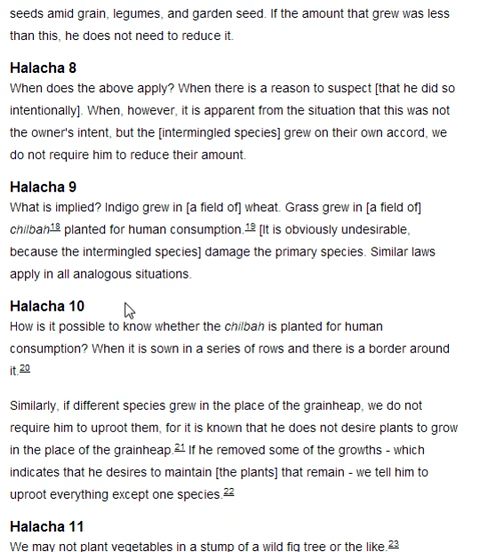 seeds amid grain, legumes, and garden seed. If the amount that grew was less
than this, he does not need to reduce it.
Halacha 8
When does the above apply? When there is a reason to suspect [that he did so
intentionally]. When, however, it is apparent from the situation that this was not
the owner's intent, but the [intermingled species] grew on their own accord, we
do not require him to reduce their amount.
Halacha 9
What is implied? Indigo grew in [a field of] wheat. Grass grew in [a field of]
chilbah18 planted for human consumption.19 [It is obviously undesirable,
because the intermingled species] damage the primary species. Similar laws
apply in all analogous situations.
Halacha 10
How is it possible to know whether the chilbah is planted for human
consumption? When it is sown in a series of rows and there is a border around
it.20
Similarly, if different species grew in the place of the grainheap, we do not
require him to uproot them, for it is known that he does not desire plants to grow
in the place of the grainheap.21 If he removed some of the growths - which
indicates that he desires to maintain [the plants] that remain - we tell him to
uproot everything except one species.22
Halacha 11
We may not plant vegetables in a stump of a wild fig tree or the like.23